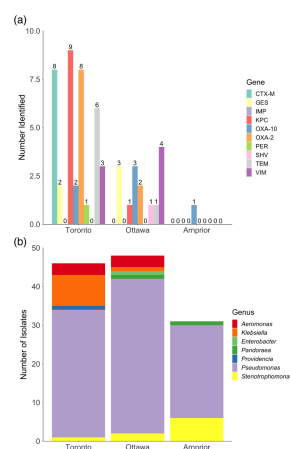 (a)
10.0
7.5
5.0
2.5
0.0
Number Identified
8 2 0 9 2 8 1 0 6 3
0 3 0 1 3 2 0 1 1 4
0 0 0 0 1 0 0 0 0 0
Toronto Ottawa Arnprior
Gene
CTX-M
GES
IMP
KPC
OXA-10
OXA-2
PER
SHV
TEM
VIM
(b)
50
40
30
20
10
0
Number of Isolates
Toronto Ottawa Arnprior
Genus
Aeromonas
Klebsiella
Enterobacter
Pandoraea
Providencia
Pseudomonas
Stenotrophomonas